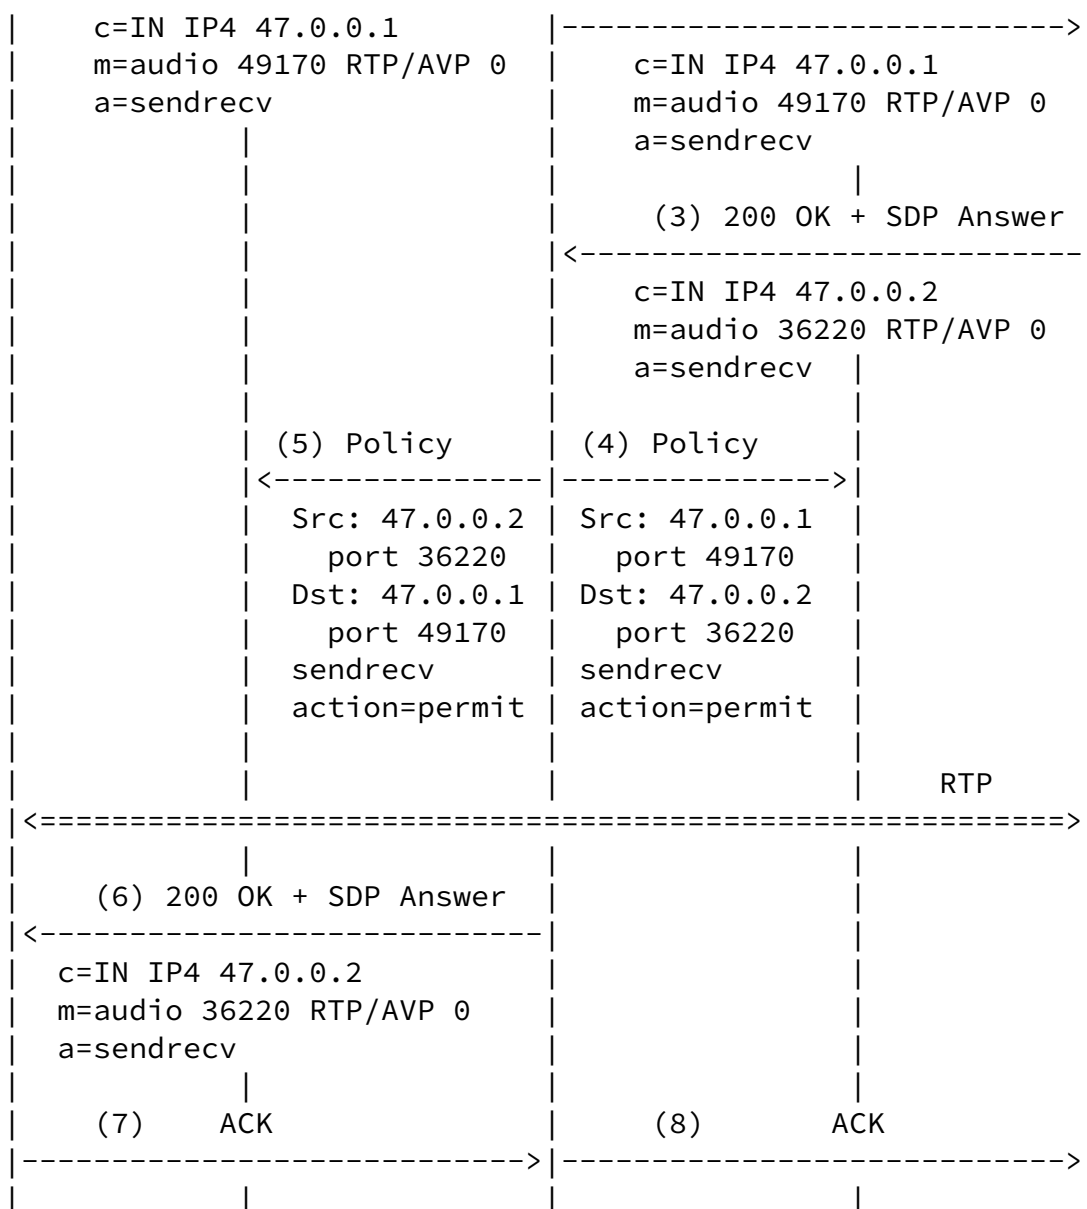 |    c=IN IP4 47.0.0.1         |---------------------------->
|    m=audio 49170 RTP/AVP 0   |    c=IN IP4 47.0.0.1
|    a=sendrecv                |    m=audio 49170 RTP/AVP 0
|            |                 |    a=sendrecv
|            |                 |                |
|            |                 |     (3) 200 OK + SDP Answer
|            |                 |<----------------------------
|            |                 |    c=IN IP4 47.0.0.2
|            |                 |    m=audio 36220 RTP/AVP 0
|            |                 |    a=sendrecv  |
|            |                 |                |
|            | (5) Policy      | (4) Policy     |
|            |<---------------|--------------->|
|            |  Src: 47.0.0.2  | Src: 47.0.0.1  |
|            |    port 36220   |   port 49170   |
|            |  Dst: 47.0.0.1  | Dst: 47.0.0.2  |
|            |    port 49170   |   port 36220   |
|            |  sendrecv       | sendrecv       |
|            |  action=permit  | action=permit  |
|            |                 |                |
|            |                 |                |    RTP
|<=========================================================>
|            |                 |                |
|    (6) 200 OK + SDP Answer   |                |
|<----------------------------|                |
|  c=IN IP4 47.0.0.2           |                |
|  m=audio 36220 RTP/AVP 0     |                |
|  a=sendrecv                  |                |
|            |                 |                |
|    (7)    ACK                |     (8)       ACK
|---------------------------->|---------------------------->
|            |                 |                |